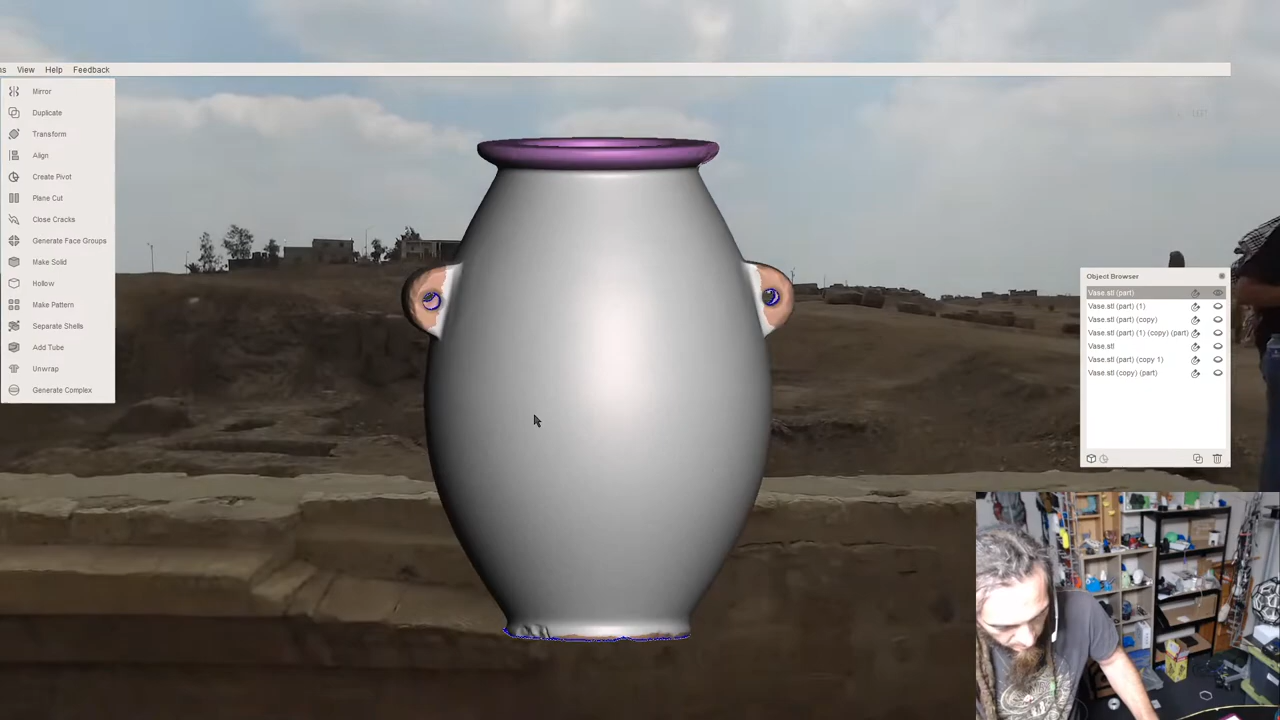 View Help Feedback
Mirror
Duplicate
Transform
Align
Create Pivot
Plane Cut
Close Cracks
Generate Face Groups
Make Solid
Hollow
Make Pattern
Separate Shells
Add Tube
Unwrap
Generate Complex
Object Browser
Vase.stl (part)
Vase.stl (part) (1)
Vase.stl (part) (copy)
Vase.stl (part) (1) (copy) (part)
Vase.stl
Vase.stl (part) (copy 1)
Vase.stl (copy) (part)